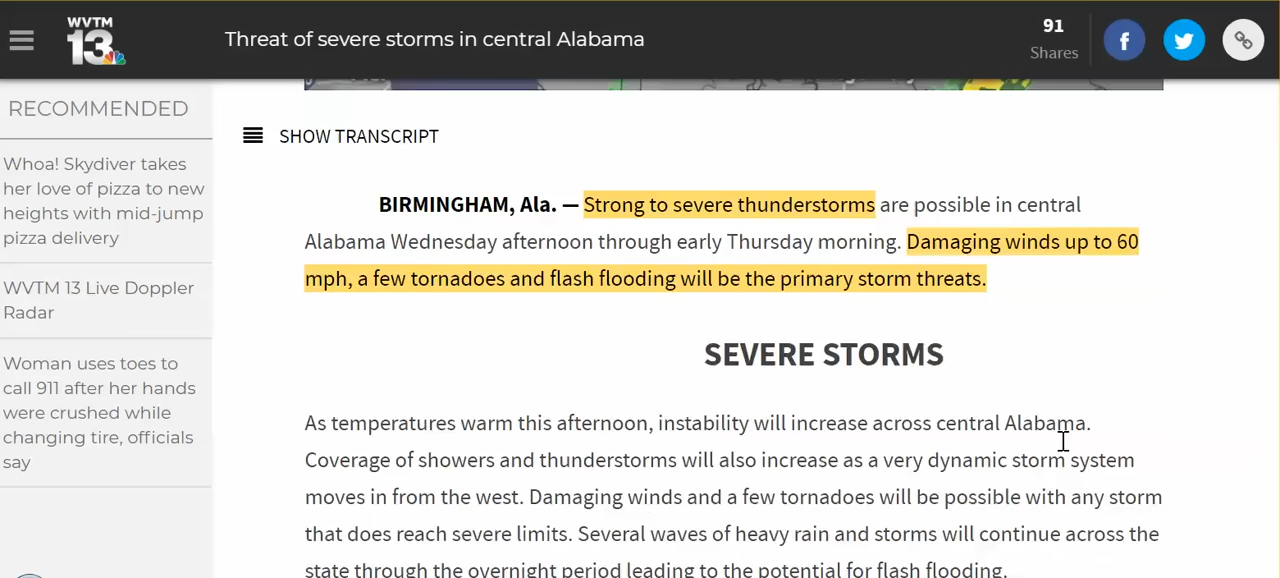 WVTM
13
Threat of severe storms in central Alabama
91
Shares
RECOMMENDED
Whoa! Skydiver takes
her love of pizza to new
heights with mid-jump
pizza delivery
WVTM 13 Live Doppler
Radar
Woman uses toes to
call 911 after her hands
were crushed while
changing tire, officials
say
SHOW TRANSCRIPT
BIRMINGHAM, Ala. — Strong to severe thunderstorms are possible in central
Alabama Wednesday afternoon through early Thursday morning. Damaging winds up to 60
mph, a few tornadoes and flash flooding will be the primary storm threats.
SEVERE STORMS
As temperatures warm this afternoon, instability will increase across central Alabama.
Coverage of showers and thunderstorms will also increase as a very dynamic storm system
moves in from the west. Damaging winds and a few tornadoes will be possible with any storm
that does reach severe limits. Several waves of heavy rain and storms will continue across the
state through the overnight period leading to the potential for flash flooding.